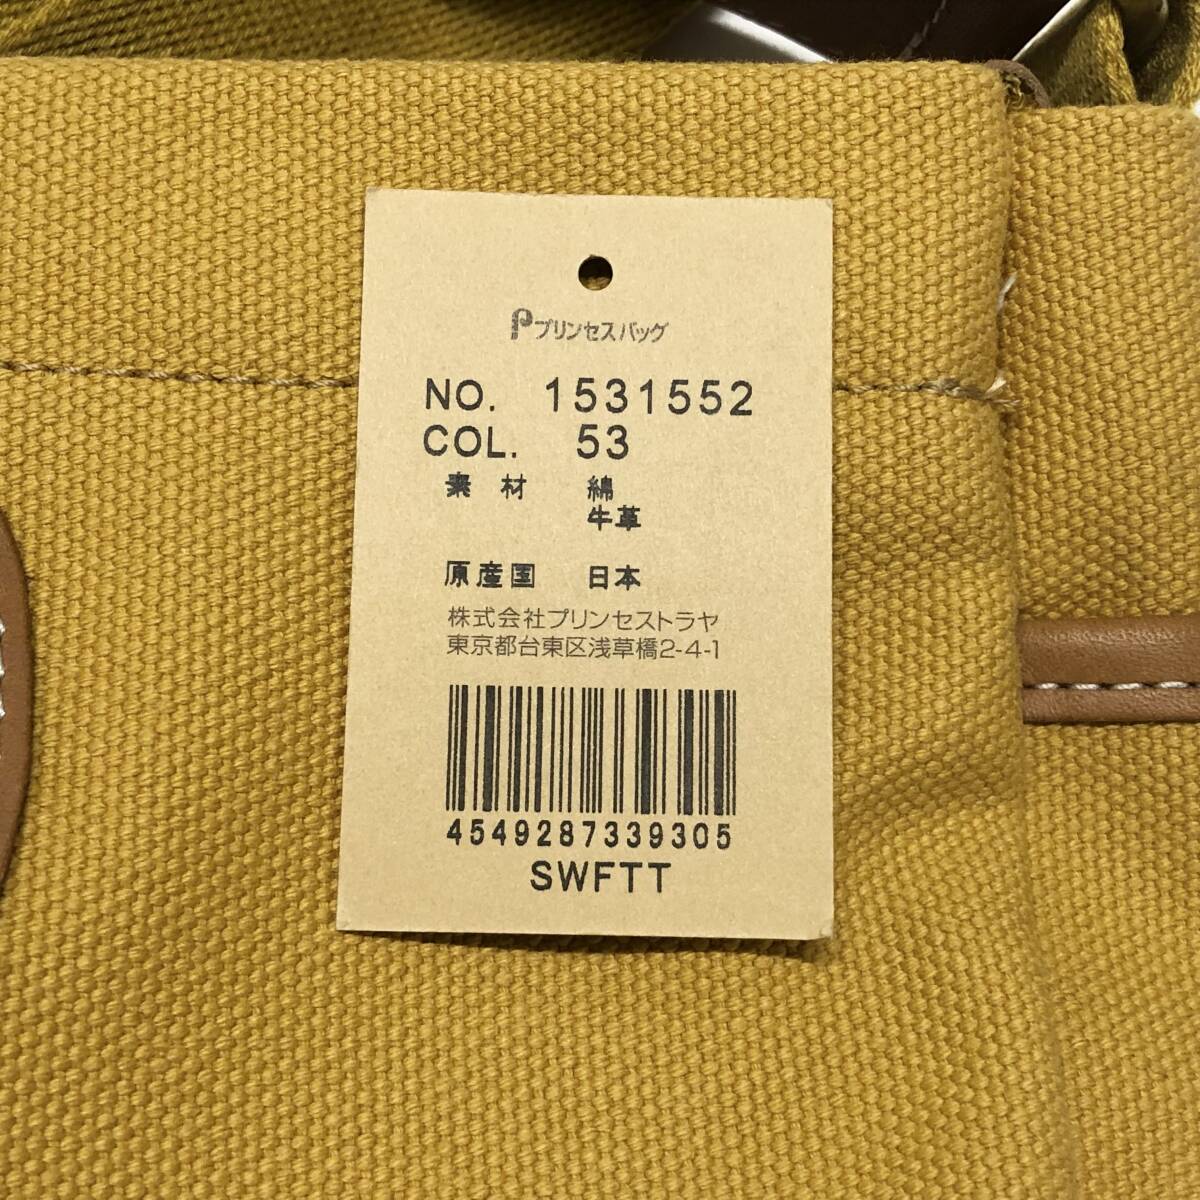 プリンセスバッグ
NO. 1531552
COL. 53
素材 綿
牛革
原産国 日本
株式会社プリンセストラヤ
東京都台東区浅草橋2-4-1
4549287339305
SWFTT